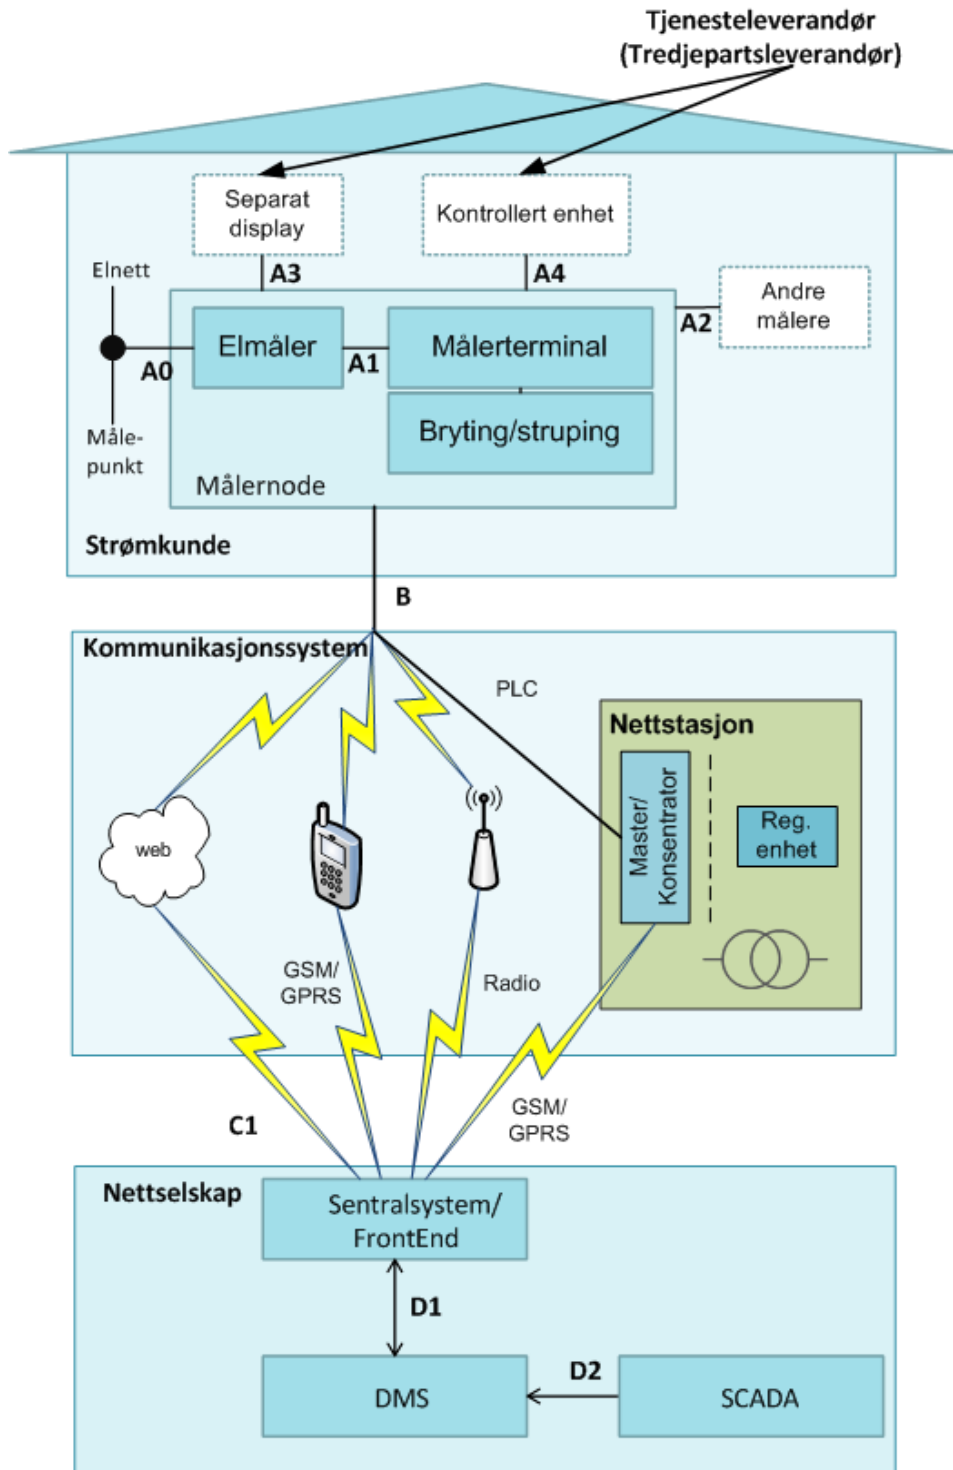 Tjenesteleverandør
(Tredjepartsleverandør)
Separat
display
Kontrollert enhet
A3
A4
Elnett
Andre
målere
A2
Elmåler
Målerterminal
A0
A1
Bryting/struping
Måle-
punkt
Målernode
Strømkunde
B
Kommunikasjonssystem
PLC
Nettstasjon
Master/
Konsentrator
Reg.
enhet
web
GSM/
GPRS
Radio
GSM/
GPRS
C1
Nettselskap
Sentralsystem/
FrontEnd
D1
D2
DMS
SCADA